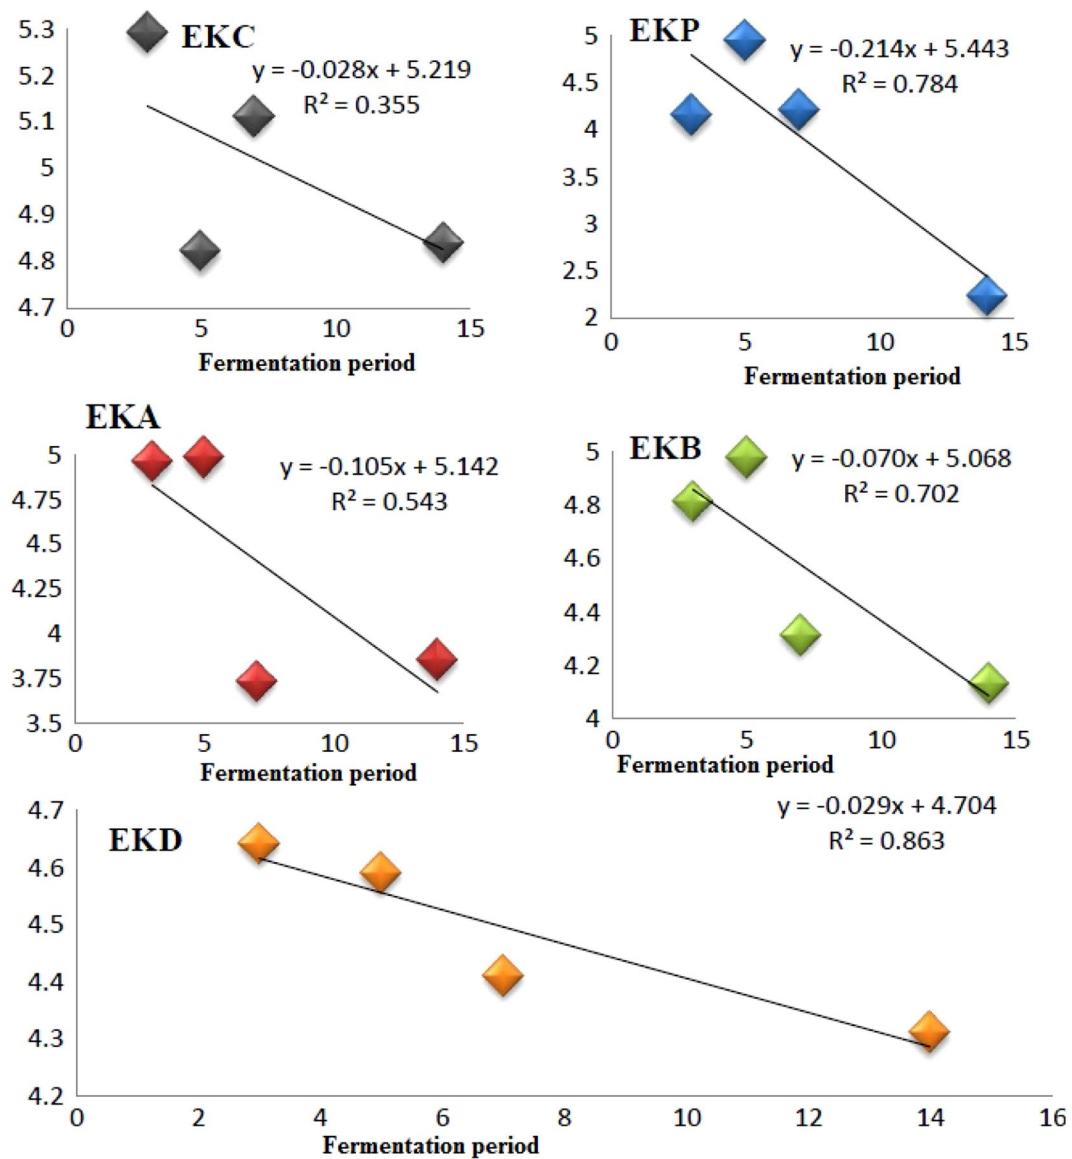 EKC
y = -0.028x + 5.219
R² = 0.355
5.3
5.2
5.1
5
4.9
4.8
4.7
0 5 10 15
Fermentation period
EKP
y = -0.214x + 5.443
R² = 0.784
5
4.5
4
3.5
3
2.5
2
0 5 10 15
Fermentation period
EKA
y = -0.105x + 5.142
R² = 0.543
5
4.75
4.5
4.25
4
3.75
3.5
0 5 10 15
Fermentation period
EKB
y = -0.070x + 5.068
R² = 0.702
5
4.8
4.6
4.4
4.2
4
0 5 10 15
Fermentation period
EKD
y = -0.029x + 4.704
R² = 0.863
4.7
4.6
4.5
4.4
4.3
4.2
0 2 4 6 8 10 12 14 16
Fermentation period